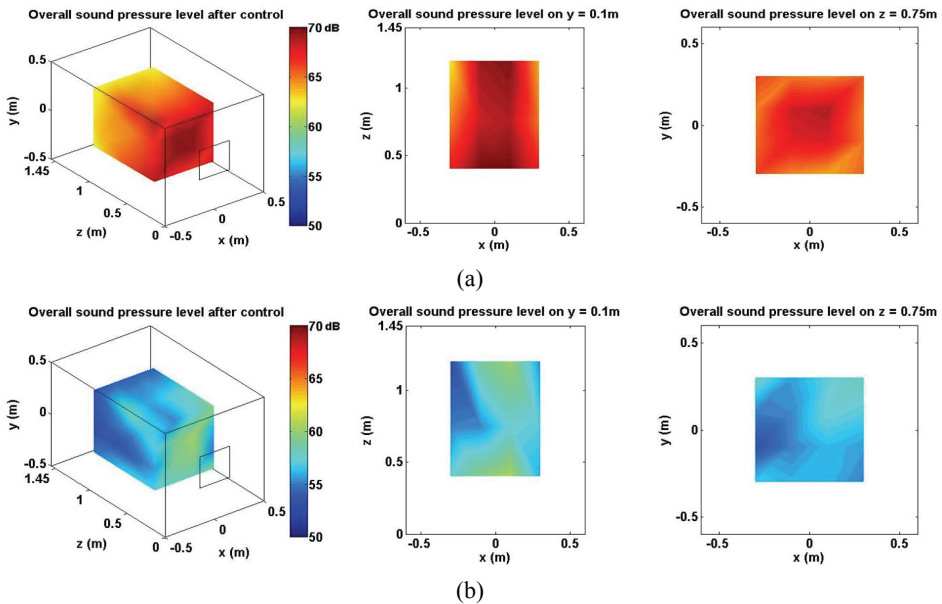 Overall sound pressure level after control
70 dB
65
60
55
50
0.5
0
-0.5
y (m)
1.45
1
0.5
0
z (m)
-0.5
0
0.5
x (m)
Overall sound pressure level on y = 0.1m
1.45
1
0.5
0
z (m)
-0.5
0
0.5
x (m)
Overall sound pressure level on z = 0.75m
0.5
0
-0.5
y (m)
-0.5
0
0.5
x (m)
(a)
Overall sound pressure level after control
70 dB
65
60
55
50
0.5
0
-0.5
y (m)
1.45
1
0.5
0
z (m)
-0.5
0
0.5
x (m)
Overall sound pressure level on y = 0.1m
1.45
1
0.5
0
z (m)
-0.5
0
0.5
x (m)
Overall sound pressure level on z = 0.75m
0.5
0
-0.5
y (m)
-0.5
0
0.5
x (m)
(b)